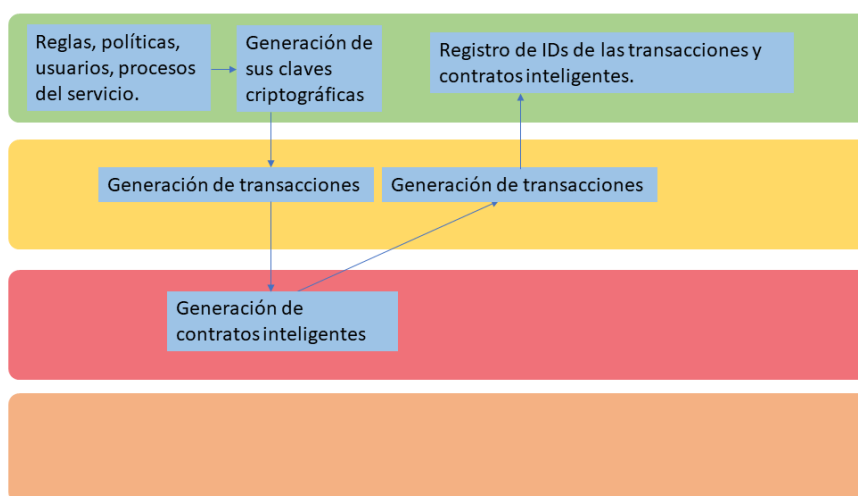 Reglas, políticas,
usuarios, procesos
del servicio.
Generación de
sus claves
criptográficas
Registro de IDs de las transacciones y
contratos inteligentes.
Generación de transacciones
Generación de transacciones
Generación de
contratos inteligentes